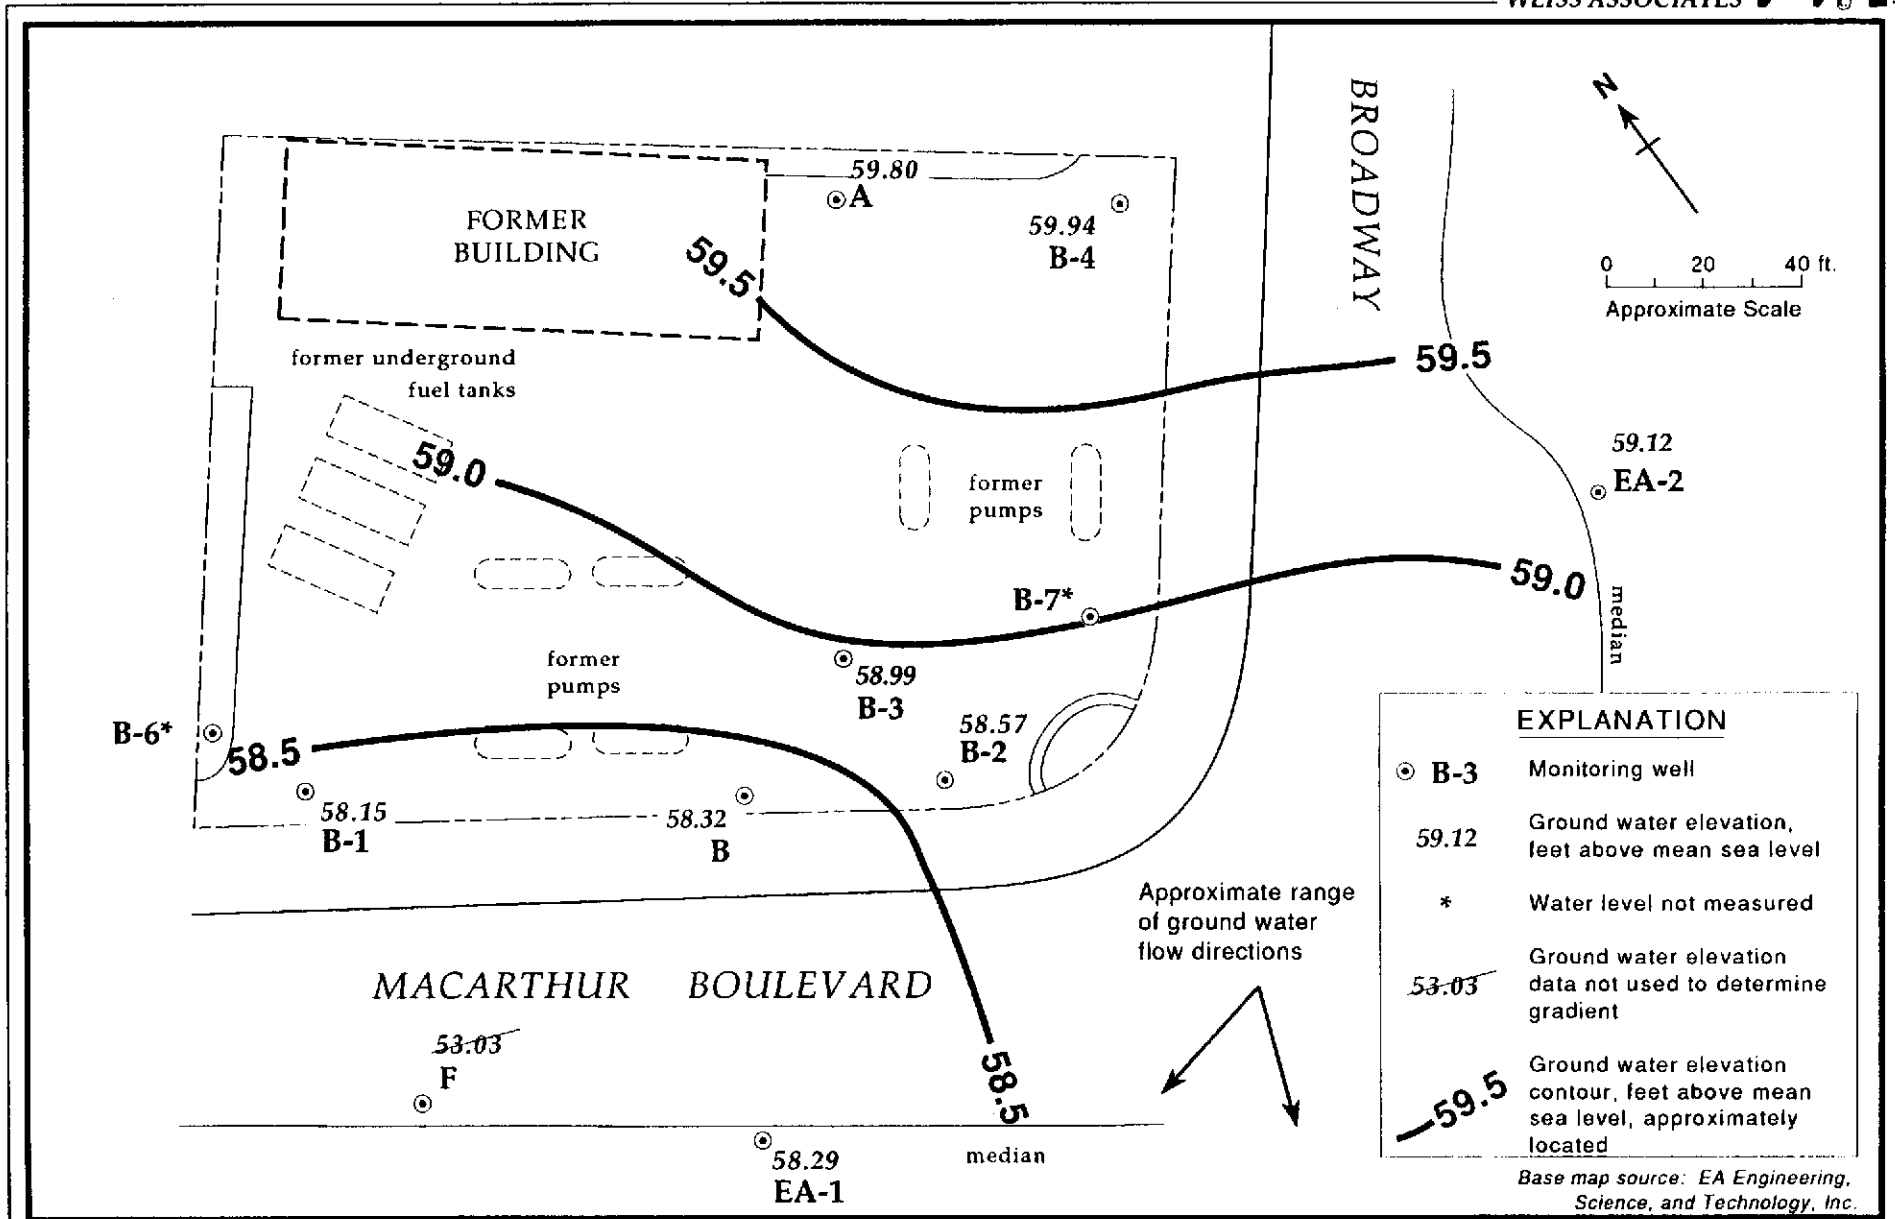 WEISS ASSOCIATES
BROADWAY
N
0 20 40 ft.
Approximate Scale
59.80
A
59.94
B-4
FORMER
BUILDING
59.5
59.5
former underground
fuel tanks
59.0
59.12
EA-2
former
pumps
59.0
median
B-7*
former
pumps
58.99
B-3
58.57
B-2
B-6*
58.5
58.15
B-1
58.32
B
MACARTHUR BOULEVARD
53.03
F
58.5
58.29
EA-1
median
Approximate range
of ground water
flow directions
EXPLANATION
B-3 Monitoring well
59.12 Ground water elevation,
feet above mean sea level
* Water level not measured
53.03 Ground water elevation
data not used to determine
gradient
59.5 Ground water elevation
contour, feet above mean
sea level, approximately
located
Base map source: EA Engineering,
Science, and Technology, Inc.